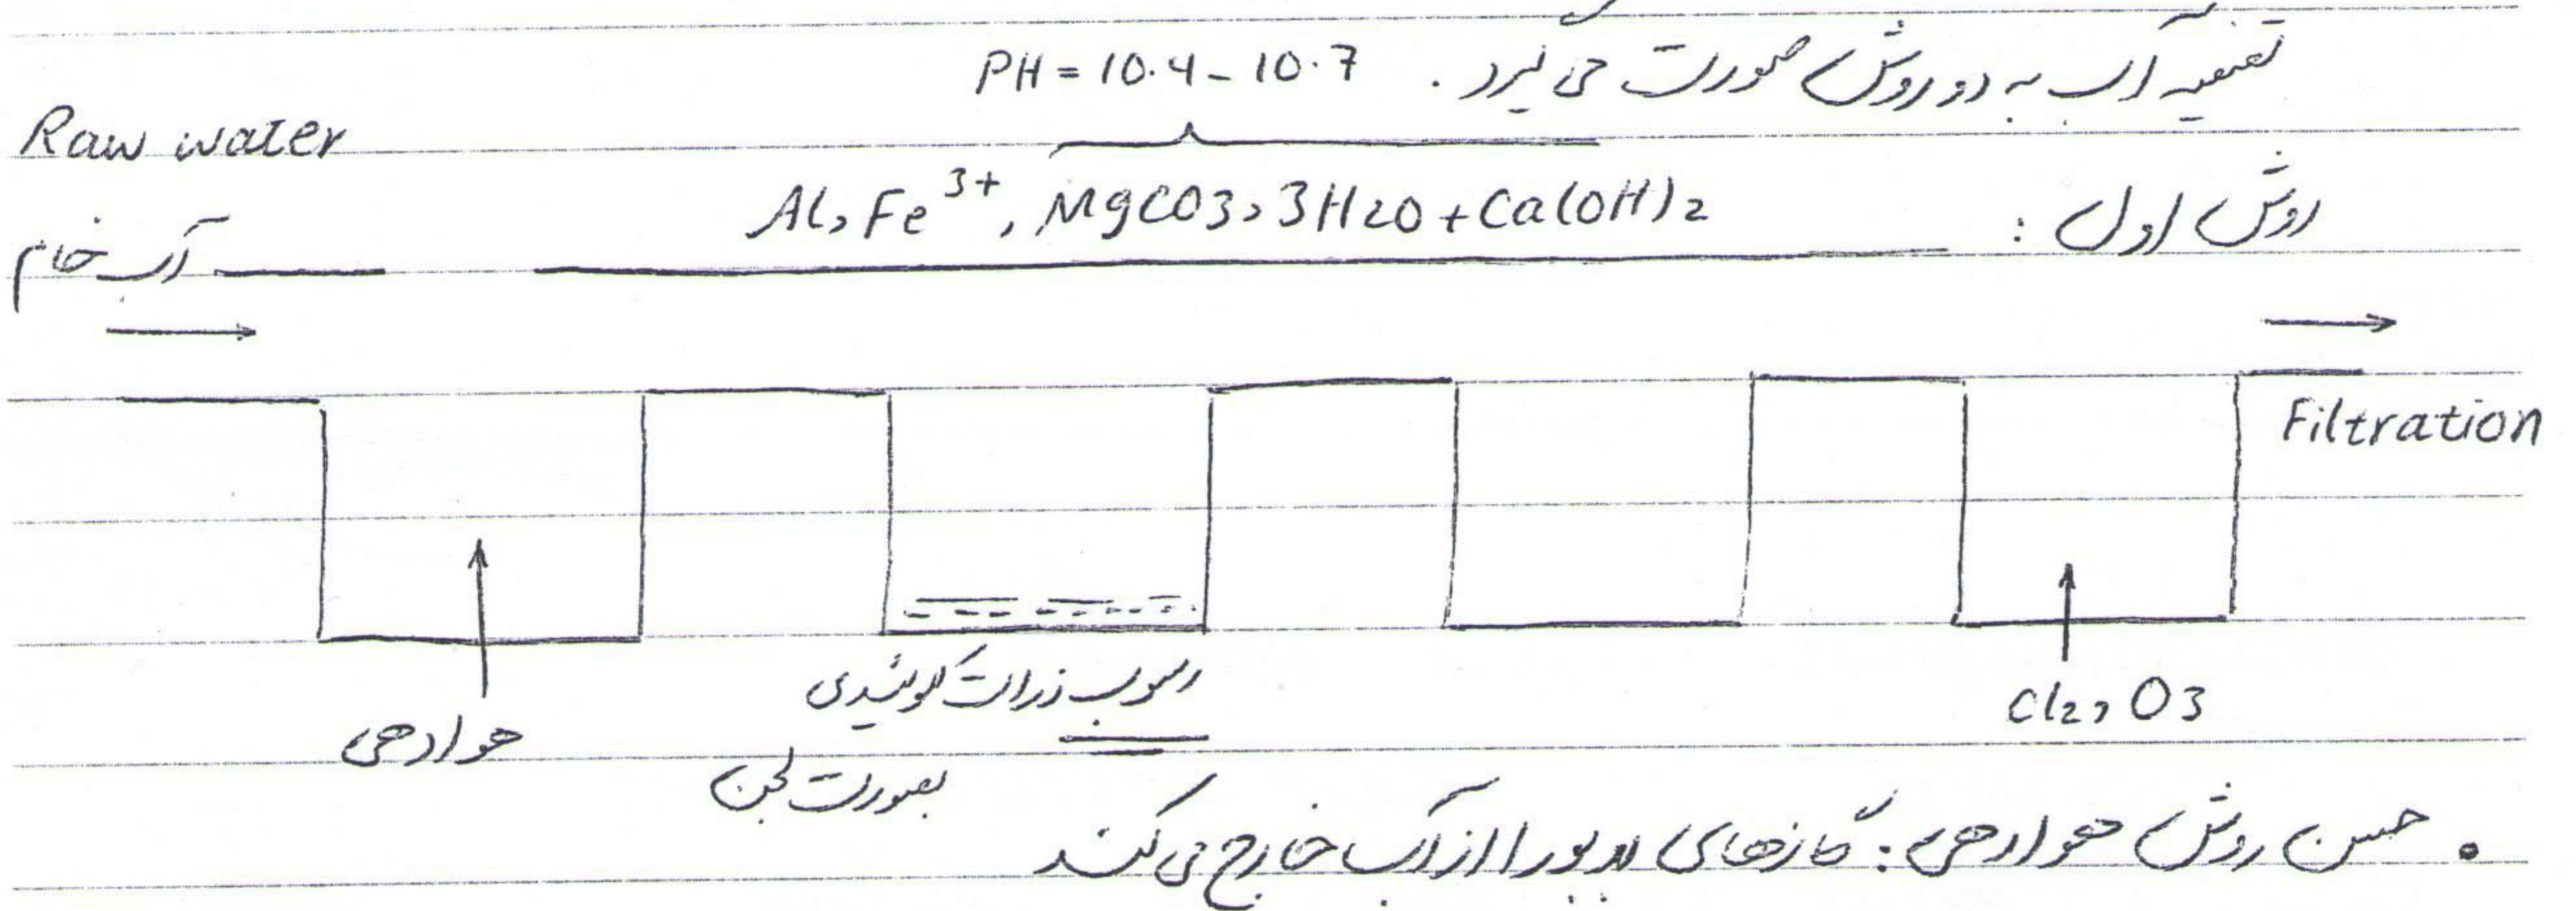 تصفیه آب به دو روش صورت می گیرد. PH = 10.4 - 10.7
Raw water
روش اول : Al, Fe3+, MgCO3, 3H2O + Ca(OH)2
آب خام
Filtration
رسوب ذرات کلوئیدی
بصورت لجن
هوادهی
Cl2, O3
• حسن روش هوادهی : گازهای بد بو را از آب خارج می کند